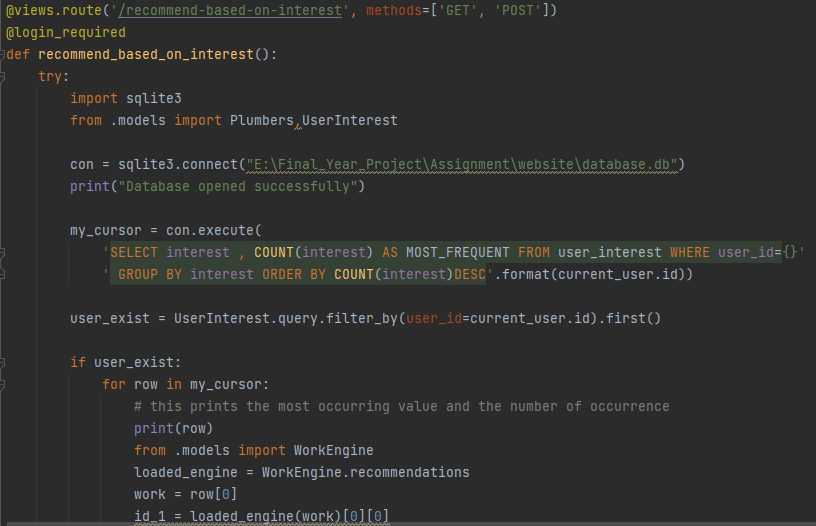 @views.route('/recommend-based-on-interest', methods=['GET', 'POST'])
@login_required
def recommend_based_on_interest():
    try:
        import sqlite3
        from .models import Plumbers,UserInterest

        con = sqlite3.connect("E:\Final_Year_Project\Assignment\website\database.db")
        print("Database opened successfully")

        my_cursor = con.execute(
            'SELECT interest , COUNT(interest) AS MOST_FREQUENT FROM user_interest WHERE user_id={}'
            ' GROUP BY interest ORDER BY COUNT(interest)DESC'.format(current_user.id))

        user_exist = UserInterest.query.filter_by(user_id=current_user.id).first()

        if user_exist:
            for row in my_cursor:
                # this prints the most occurring value and the number of occurrence
                print(row)
                from .models import WorkEngine
                loaded_engine = WorkEngine.recommendations
                work = row[0]
                id_1 = loaded_engine(work)[0][0]